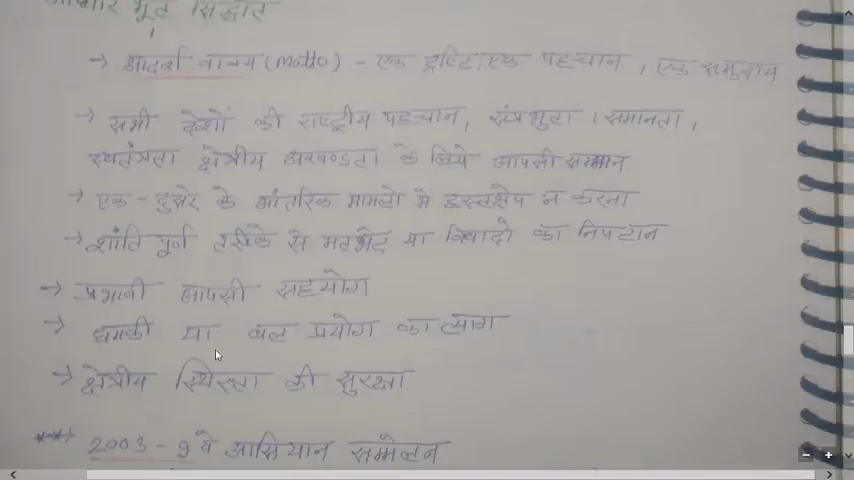 आधार भूत सिद्धांत
→ आदर्श वाक्य (Motto) - एक द्रष्टि, एक पहचान, एक समुदाय
→ सभी देशों की राष्ट्रीय पहचान, संप्रभुता, समानता,
स्वतंत्रता क्षेत्रीय अखण्डता के लिये आपसी सम्मान
→ एक - दुसरे के आंतरिक मामलो में हस्तक्षेप न करना
→ शांति पूर्ण तरीके से मतभेद या विवादो का निपटान
→ प्रभावी आपसी सहयोग
→ धमकी या बल प्रयोग का त्याग
→ क्षेत्रीय स्थिरता की सुरक्षा
***→ 2003 - 9 वे आसियान सम्मेलन